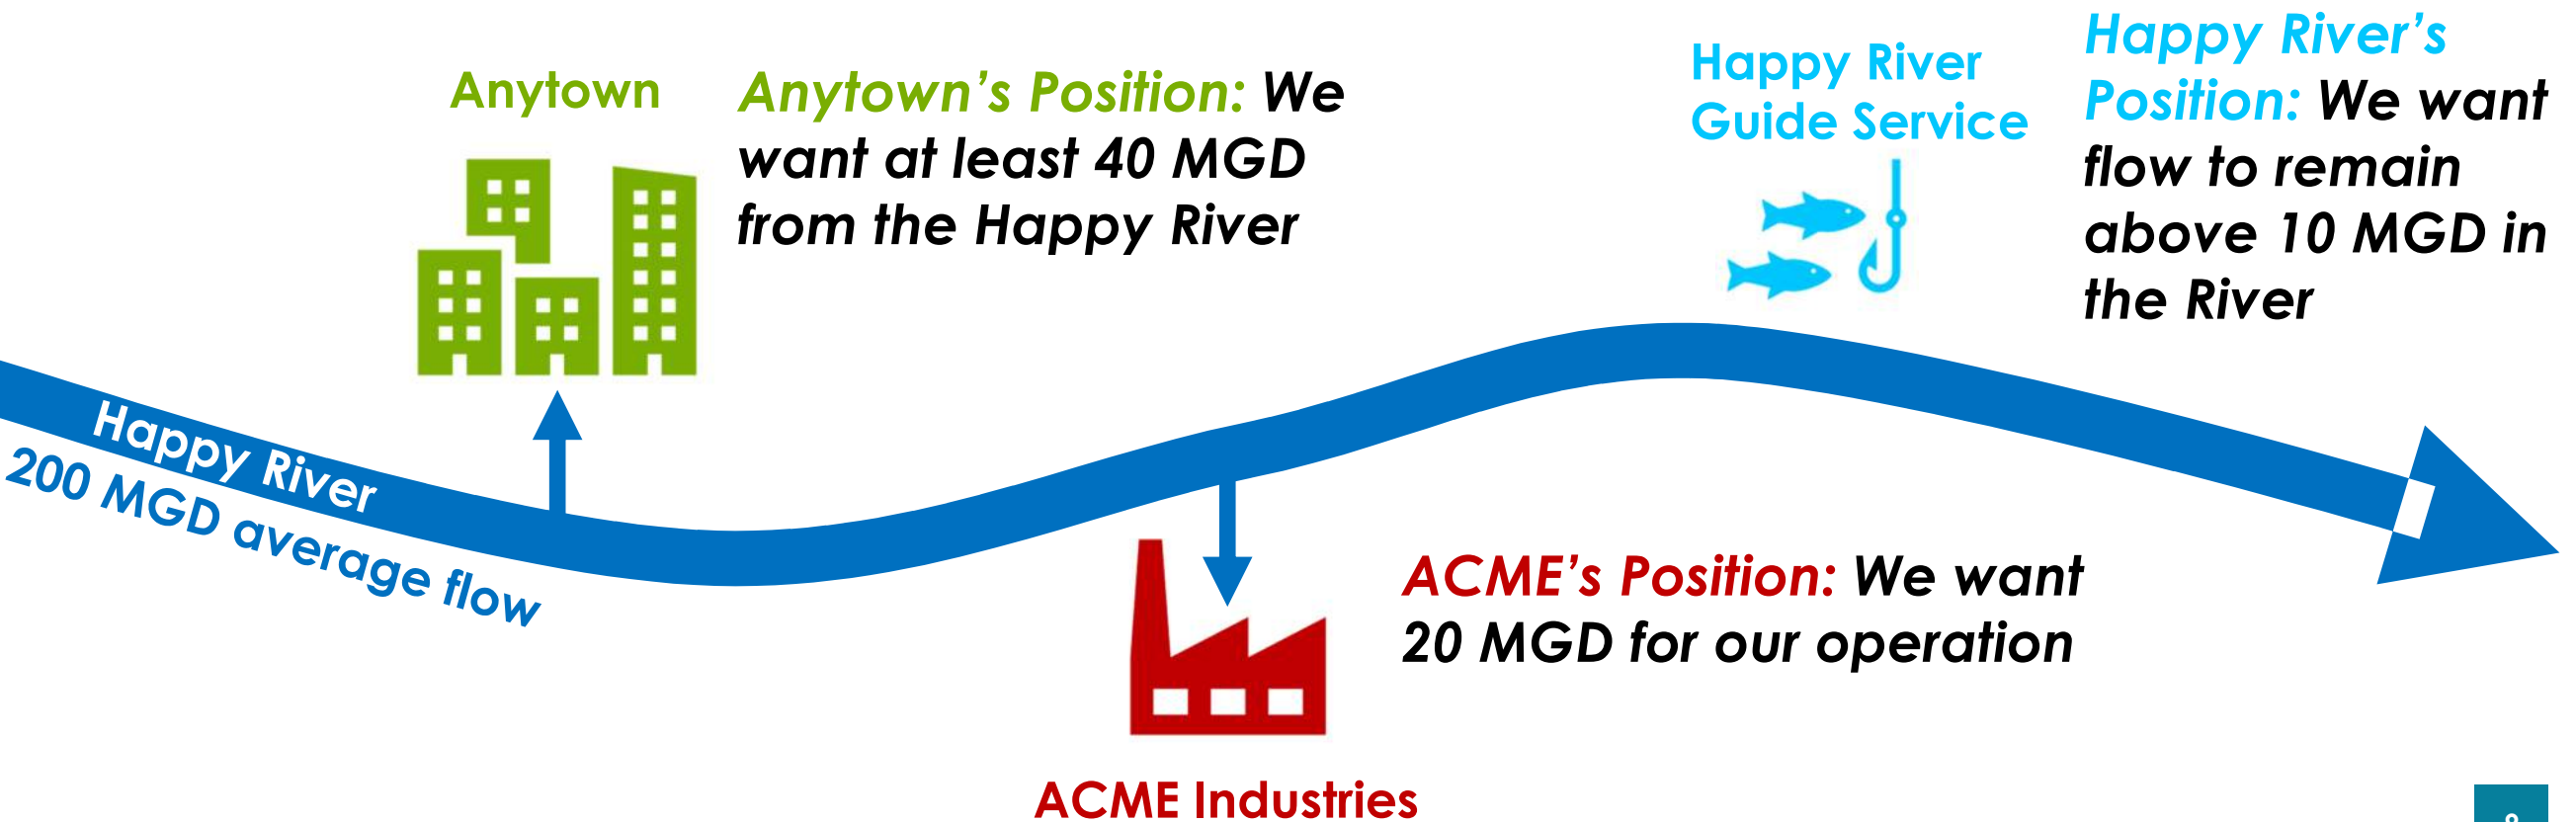 Anytown
Anytown's Position: We
want at least 40 MGD
from the Happy River
Happy River
Guide Service
Happy River's
Position: We want
flow to remain
above 10 MGD in
the River
Happy River
200 MGD average flow
ACME's Position: We want
20 MGD for our operation
ACME Industries